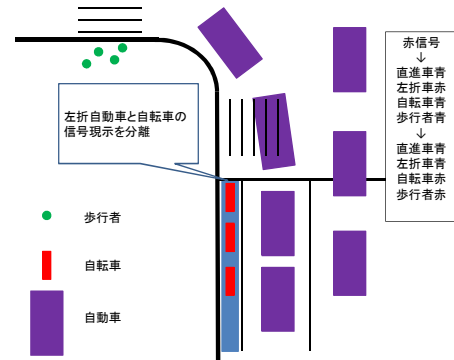 左折自動車と自転車の
信号現示を分離
歩行者
自転車
自動車
赤信号
↓
直進車青
左折車赤
自転車青
歩行者青
↓
直進車青
左折車青
自転車赤
歩行者赤